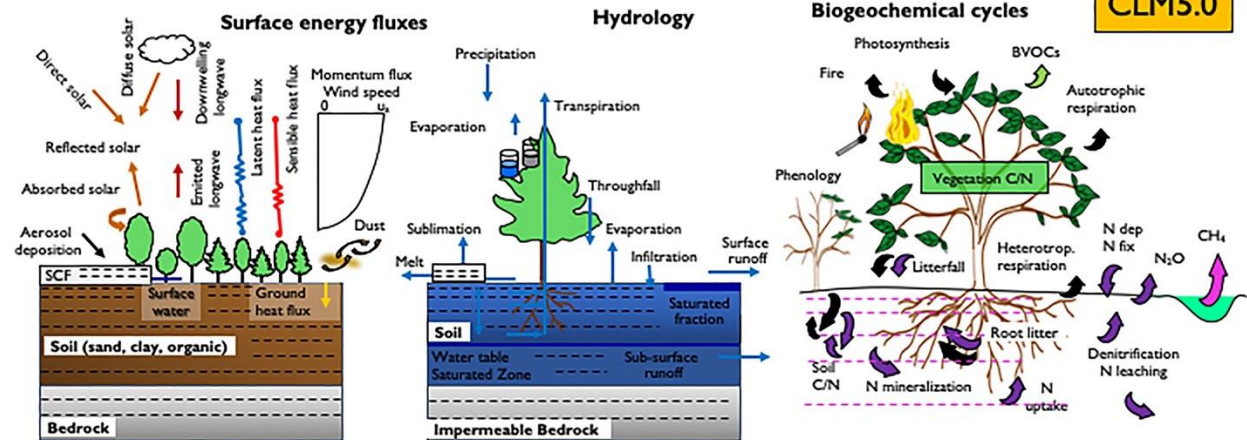 Surface energy fluxes
Direct solar
Diffuse solar
Downwelling
longwave
Reflected solar
Absorbed solar
Emitted
longwave
Latent heat flux
Sensible heat flux
Momentum flux
Wind speed
0
uₐ
Dust
Aerosol
deposition
SCF
Surface
water
Ground
heat flux
Soil (sand, clay, organic)
Bedrock
Hydrology
Precipitation
Transpiration
Evaporation
Throughfall
Sublimation
Evaporation
Melt
Infiltration
Surface
runoff
Saturated
fraction
Soil
Water table
Saturated Zone
Sub-surface
runoff
Impermeable Bedrock
Biogeochemical cycles
CLM5.0
Photosynthesis
BVOCs
Fire
Autotrophic
respiration
Vegetation C/N
Phenology
Heterotrop.
respiration
Litterfall
N dep
N fix
N₂O
CH₄
Root litter
Soil
C/N
N mineralization
N
uptake
Denitrification
N leaching